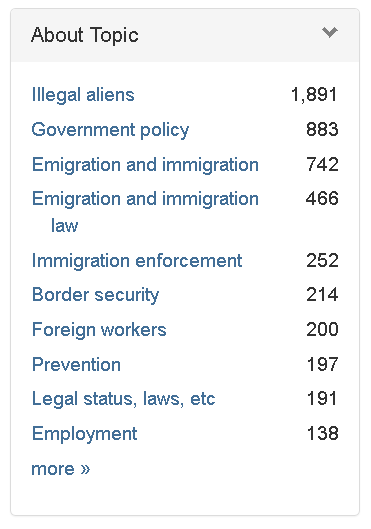 About Topic
Illegal aliens 1,891
Government policy 883
Emigration and immigration 742
Emigration and immigration 466
law
Immigration enforcement 252
Border security 214
Foreign workers 200
Prevention 197
Legal status, laws, etc 191
Employment 138
more »